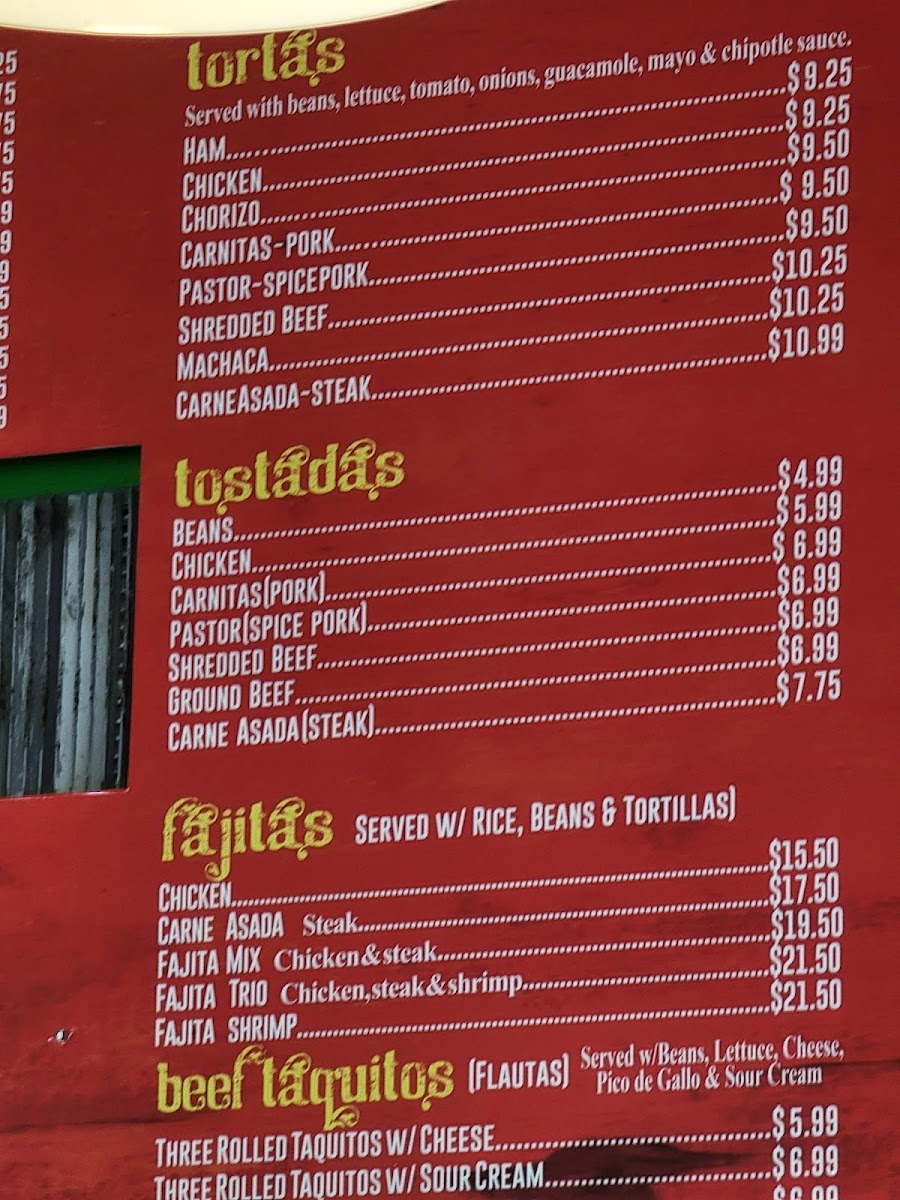 tortas
Served with beans, lettuce, tomato, onions, guacamole, mayo & chipotle sauce.
HAM $9.25
CHICKEN $9.25
CHORIZO $9.50
CARNITAS-PORK $9.50
PASTOR-SPICEPORK $9.50
SHREDDED BEEF $10.25
MACHACA $10.25
CARNEASADA-STEAK $10.99
tostadas
BEANS $4.99
CHICKEN $5.99
CARNITAS(PORK) $6.99
PASTOR(SPICE PORK) $6.99
SHREDDED BEEF $6.99
GROUND BEEF $6.99
CARNE ASADA(STEAK) $7.75
fajitas SERVED W/ RICE, BEANS & TORTILLAS)
CHICKEN $15.50
CARNE ASADA Steak $17.50
FAJITA MIX Chicken&steak $19.50
FAJITA TRIO Chicken,steak&shrimp $21.50
FAJITA SHRIMP $21.50
beef taquitos (FLAUTAS) Served w/Beans, Lettuce, Cheese,
Pico de Gallo & Sour Cream
THREE ROLLED TAQUITOS W/ CHEESE $5.99
THREE ROLLED TAQUITOS W/ SOUR CREAM $6.99